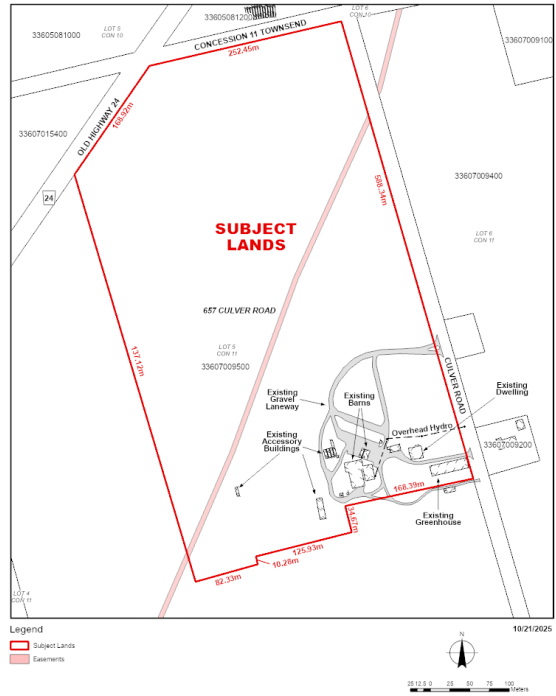 LOT 5
CON 10
33605081000
33605081200
LOT 6
CON 10
33607009100
CONCESSION 11 TOWNSEND
252.45m
OLD HIGHWAY 24
168.92m
33607015400
24
588.34m
33607009400
SUBJECT
LANDS
LOT 6
CON 11
657 CULVER ROAD
LOT 5
CON 11
33607009500
137.12m
CULVER ROAD
Existing
Gravel
Laneway
Existing
Barns
Existing
Dwelling
Overhead Hydro
Existing
Accessory
Buildings
33607009200
168.39m
34.67m
Existing
Greenhouse
125.93m
10.28m
82.33m
LOT 4
CON 11
Legend
10/21/2025
Subject Lands
Easements
N
25 12.5 0 25 50 75 100
Meters